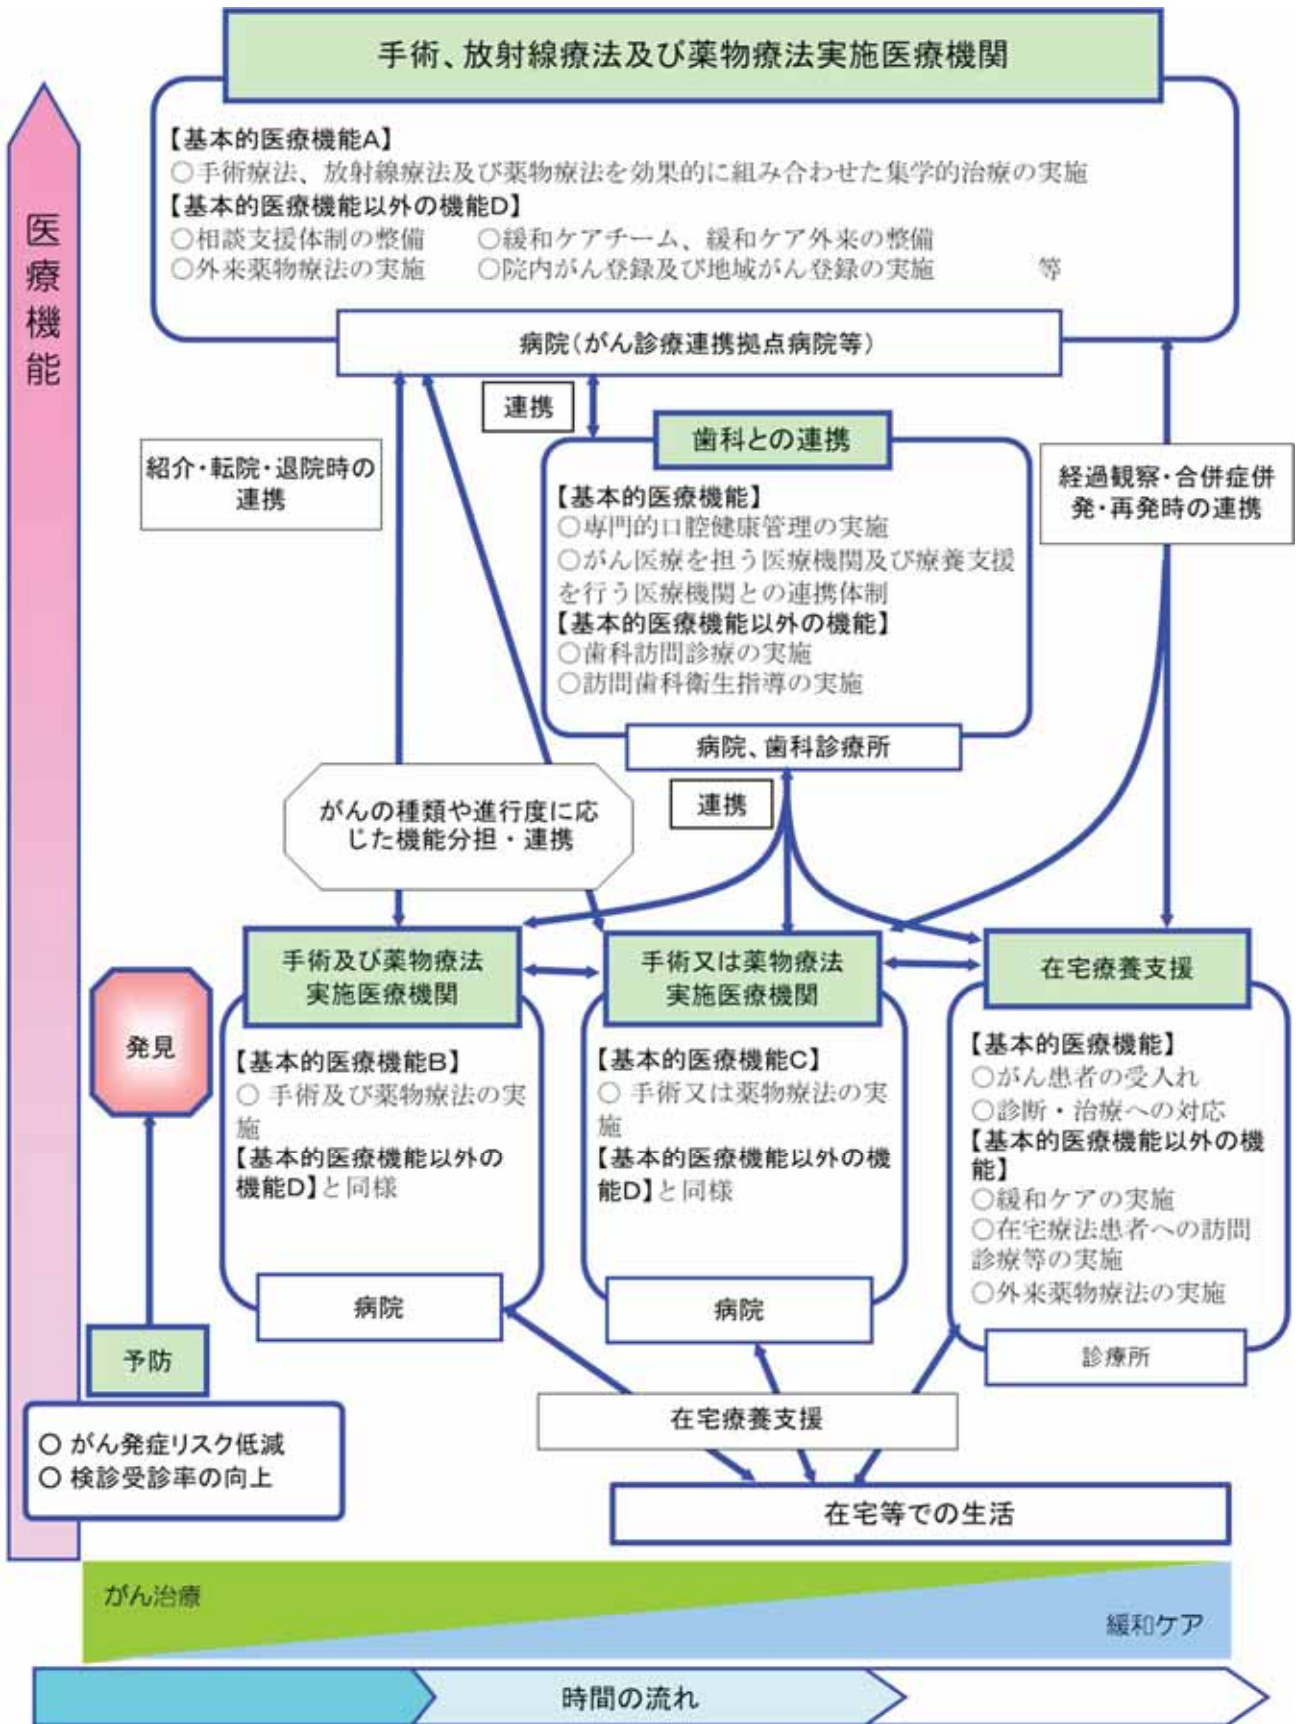 手術、放射線療法及び薬物療法実施医療機関
医療機能
【基本的医療機能A】
○手術療法、放射線療法及び薬物療法を効果的に組み合わせた集学的治療の実施
【基本的医療機能以外の機能D】
○相談支援体制の整備 ○緩和ケアチーム、緩和ケア外来の整備
○外来薬物療法の実施 ○院内がん登録及び地域がん登録の実施 等
病院(がん診療連携拠点病院等)
連携
紹介・転院・退院時の
連携
歯科との連携
【基本的医療機能】
○専門的口腔健康管理の実施
○がん医療を担う医療機関及び療養支援
を行う医療機関との連携体制
【基本的医療機能以外の機能】
○歯科訪問診療の実施
○訪問歯科衛生指導の実施
病院、歯科診療所
経過観察・合併症併
発・再発時の連携
連携
がんの種類や進行度に応
じた機能分担・連携
手術及び薬物療法
実施医療機関
【基本的医療機能B】
○ 手術及び薬物療法の実
施
【基本的医療機能以外の
機能D】と同様
病院
手術又は薬物療法
実施医療機関
【基本的医療機能C】
○ 手術又は薬物療法の実
施
【基本的医療機能以外の機
能D】と同様
病院
在宅療養支援
【基本的医療機能】
○がん患者の受入れ
○診断・治療への対応
【基本的医療機能以外の機
能】
○緩和ケアの実施
○在宅療法患者への訪問
診療等の実施
○外来薬物療法の実施
診療所
発見
予防
○ がん発症リスク低減
○ 検診受診率の向上
在宅療養支援
在宅等での生活
がん治療
緩和ケア
時間の流れ